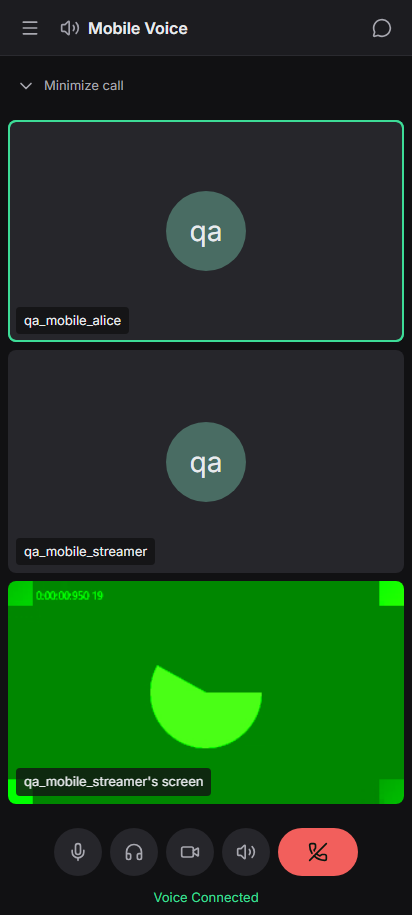 Mobile Voice
Minimize call
qa
qa_mobile_alice
qa
qa_mobile_streamer
0:00:00:950 19
qa_mobile_streamer's screen
Voice Connected